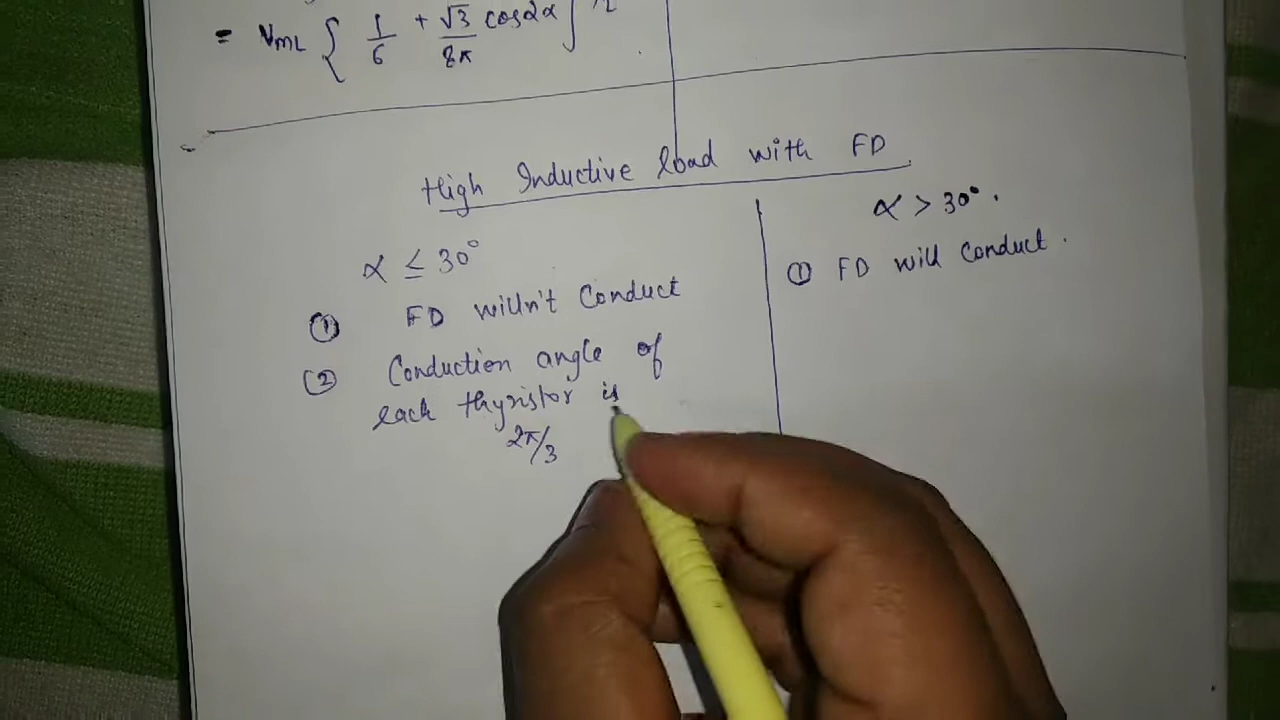 = VmL { 1/6 + √3/8π cos2α }
High Inductive load with FD
α ≤ 30°
① FD willn't Conduct
② Conduction angle of
each thyristor is
2π/3
α > 30°.
① FD will Conduct.